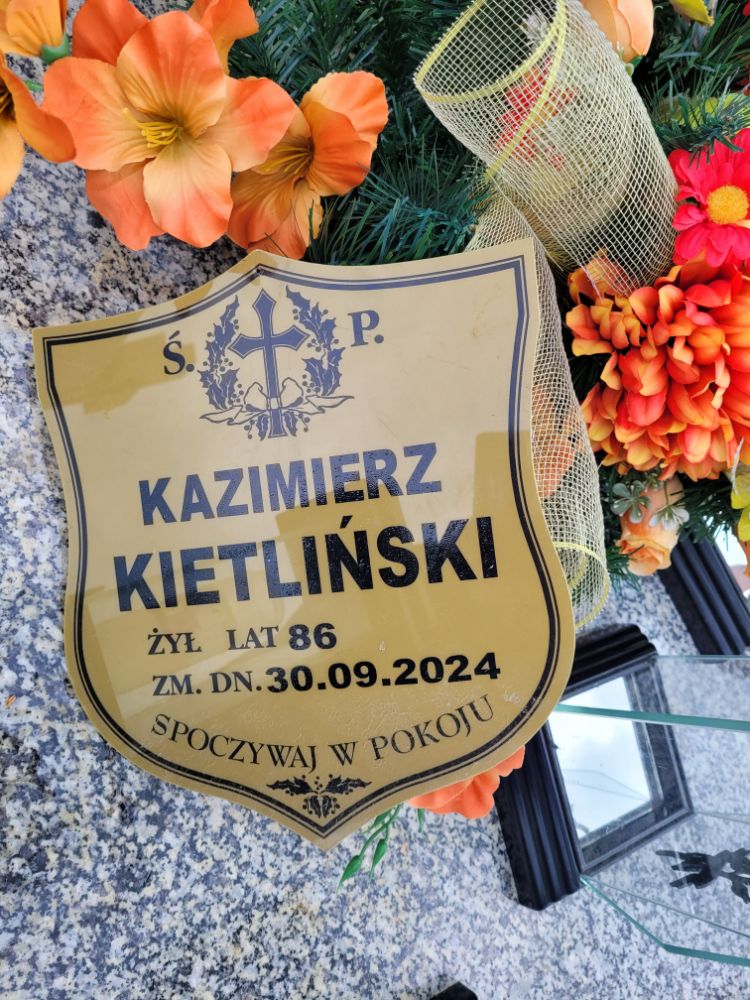 Ś. P.
KAZIMIERZ
KIETLIŃSKI
ŻYŁ LAT 86
ZM. DN. 30.09.2024
SPOCZYWAJ W POKOJU